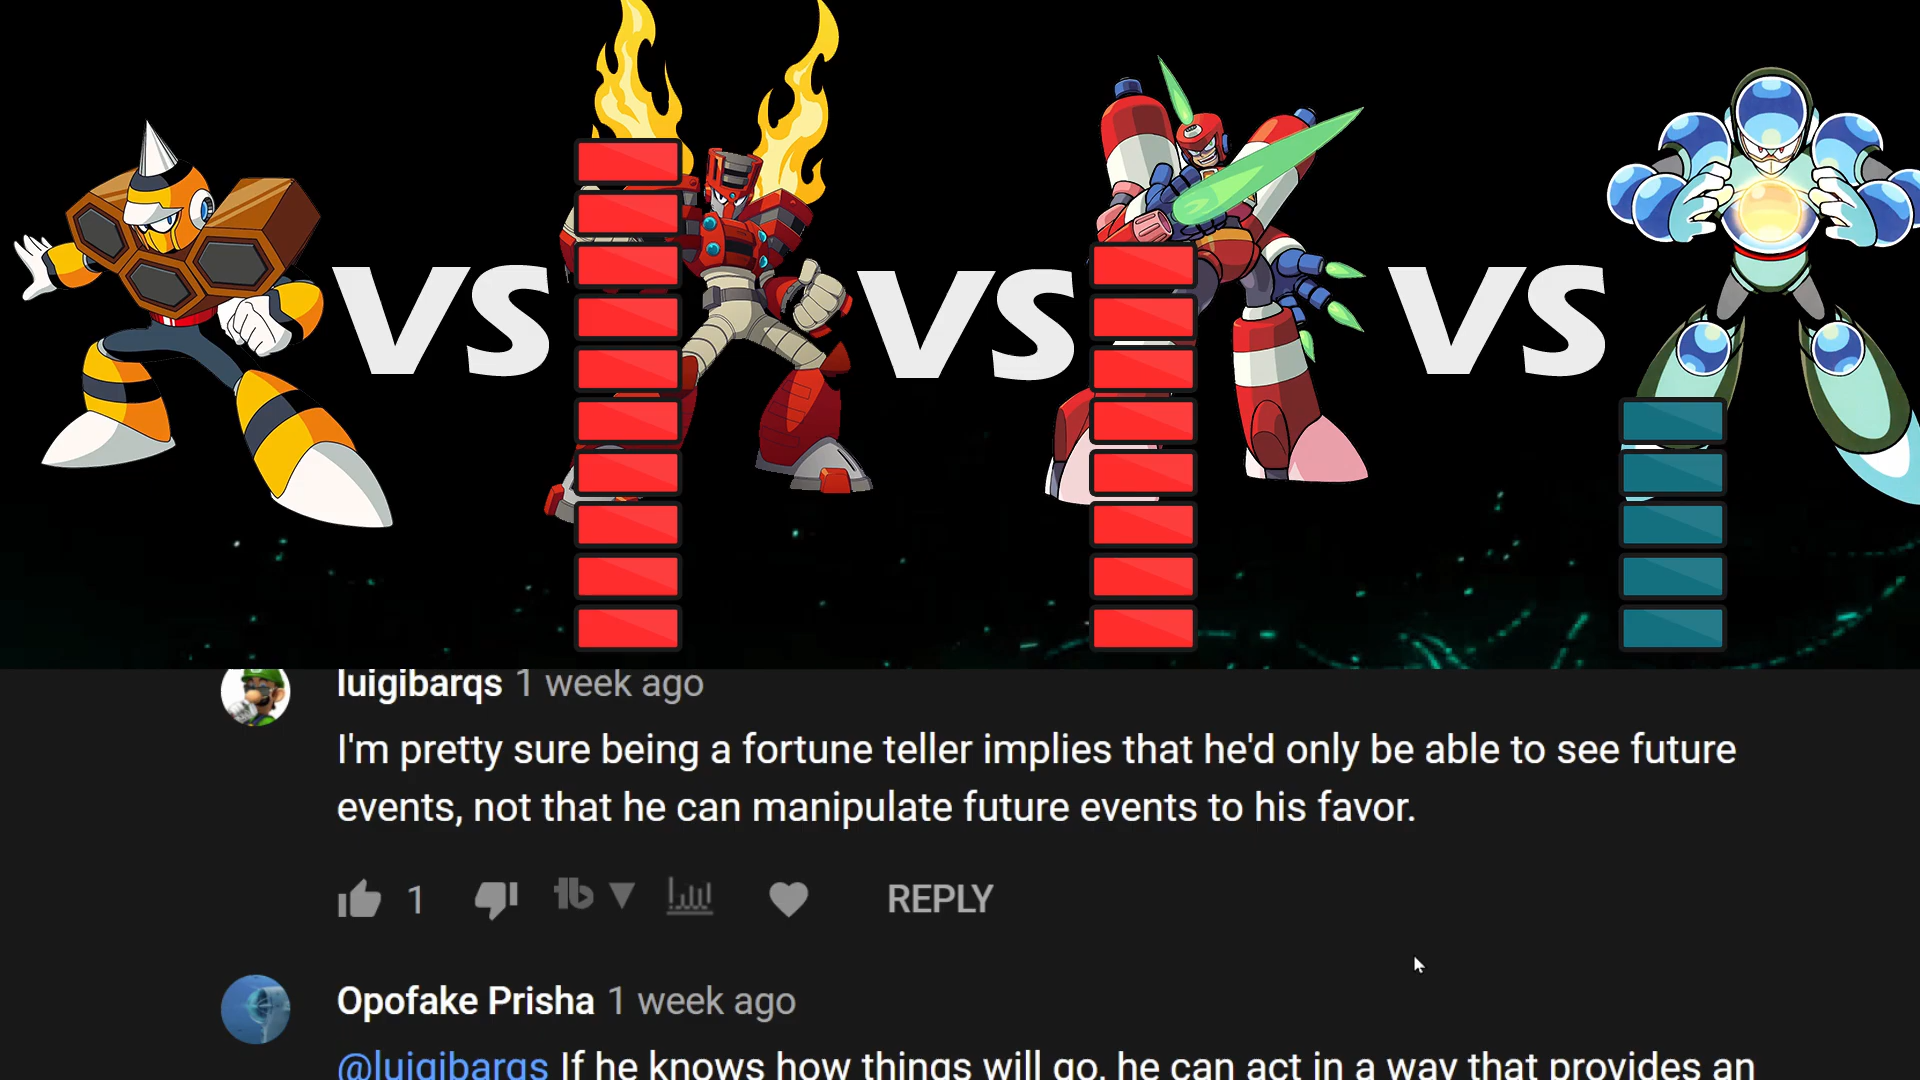 VS VS VS
luigibarqs 1 week ago
I'm pretty sure being a fortune teller implies that he'd only be able to see future
events, not that he can manipulate future events to his favor.
1 REPLY
Opofake Prisha 1 week ago
@luigibarqs If he knows how things will go, he can act in a way that provides an